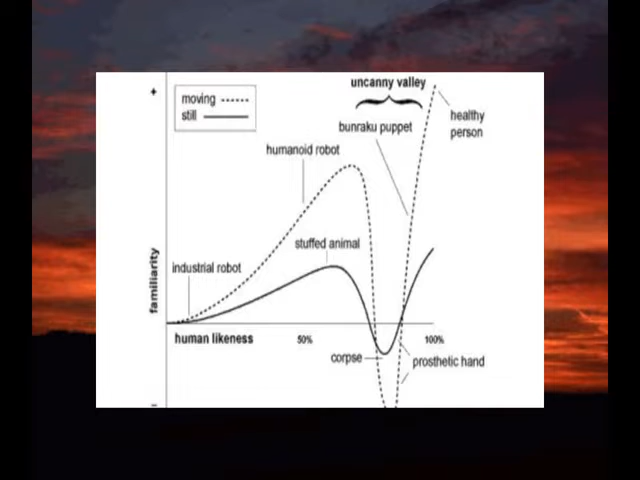 +
uncanny valley
moving
still
healthy
person
bunraku puppet
humanoid robot
stuffed animal
industrial robot
familiarity
human likeness
50%
100%
corpse
prosthetic hand
–